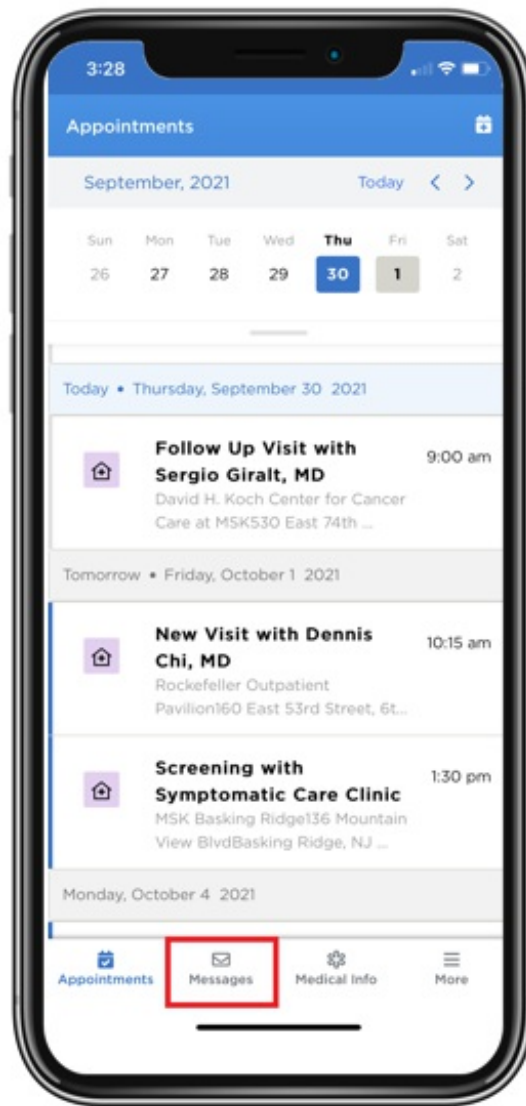 3:28
Appointments
September, 2021 Today < >
Sun Mon Tue Wed Thu Fri Sat
26 27 28 29 30 1 2
Today • Thursday, September 30 2021
Follow Up Visit with
Sergio Giralt, MD
9:00 am
David H. Koch Center for Cancer
Care at MSK530 East 74th ...
Tomorrow • Friday, October 1 2021
New Visit with Dennis
Chi, MD
10:15 am
Rockefeller Outpatient
Pavilion160 East 53rd Street, 6t...
Screening with
Symptomatic Care Clinic
1:30 pm
MSK Basking Ridge136 Mountain
View BlvdBasking Ridge, NJ ...
Monday, October 4 2021
Appointments Messages Medical Info More